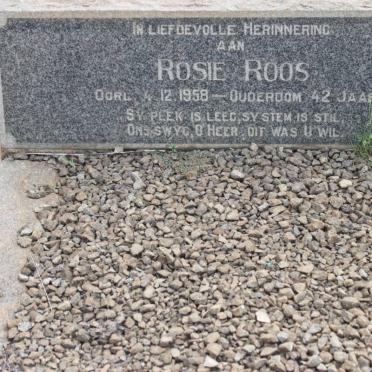 IN LIEFDEVOLLE HERINNERING
AAN
ROSIE ROOS
OORL. 4.12.1958 — OUDERDOM 42 JAAR
SY PLEK IS LEEG, SY STEM IS STIL,
ONS SWYG, O' HEER, DIT WAS U WIL.